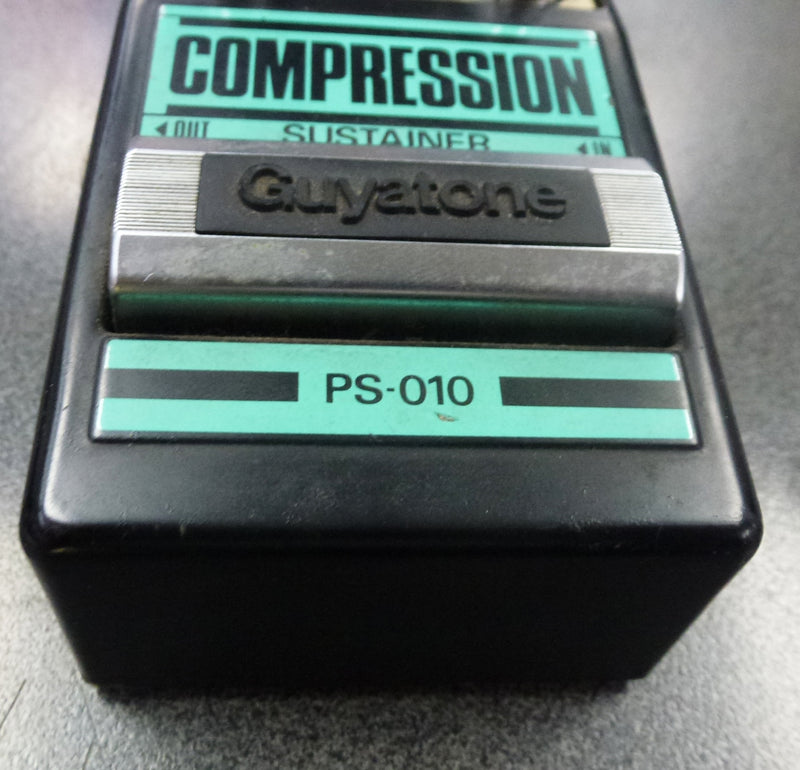 COMPRESSION
◀ OUT SUSTAINER ◀ IN
Guyatone
PS-010